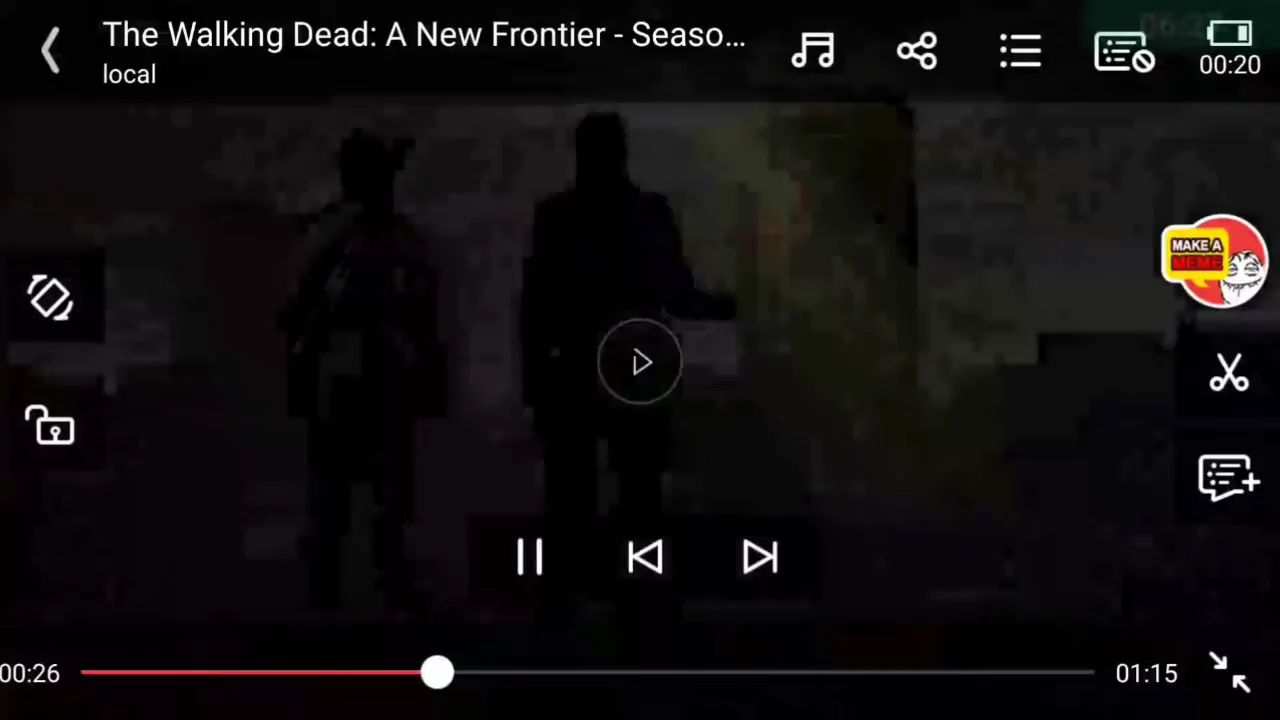 The Walking Dead: A New Frontier - Seaso...
local
00:20
MAKE A
MEME
00:26
01:15